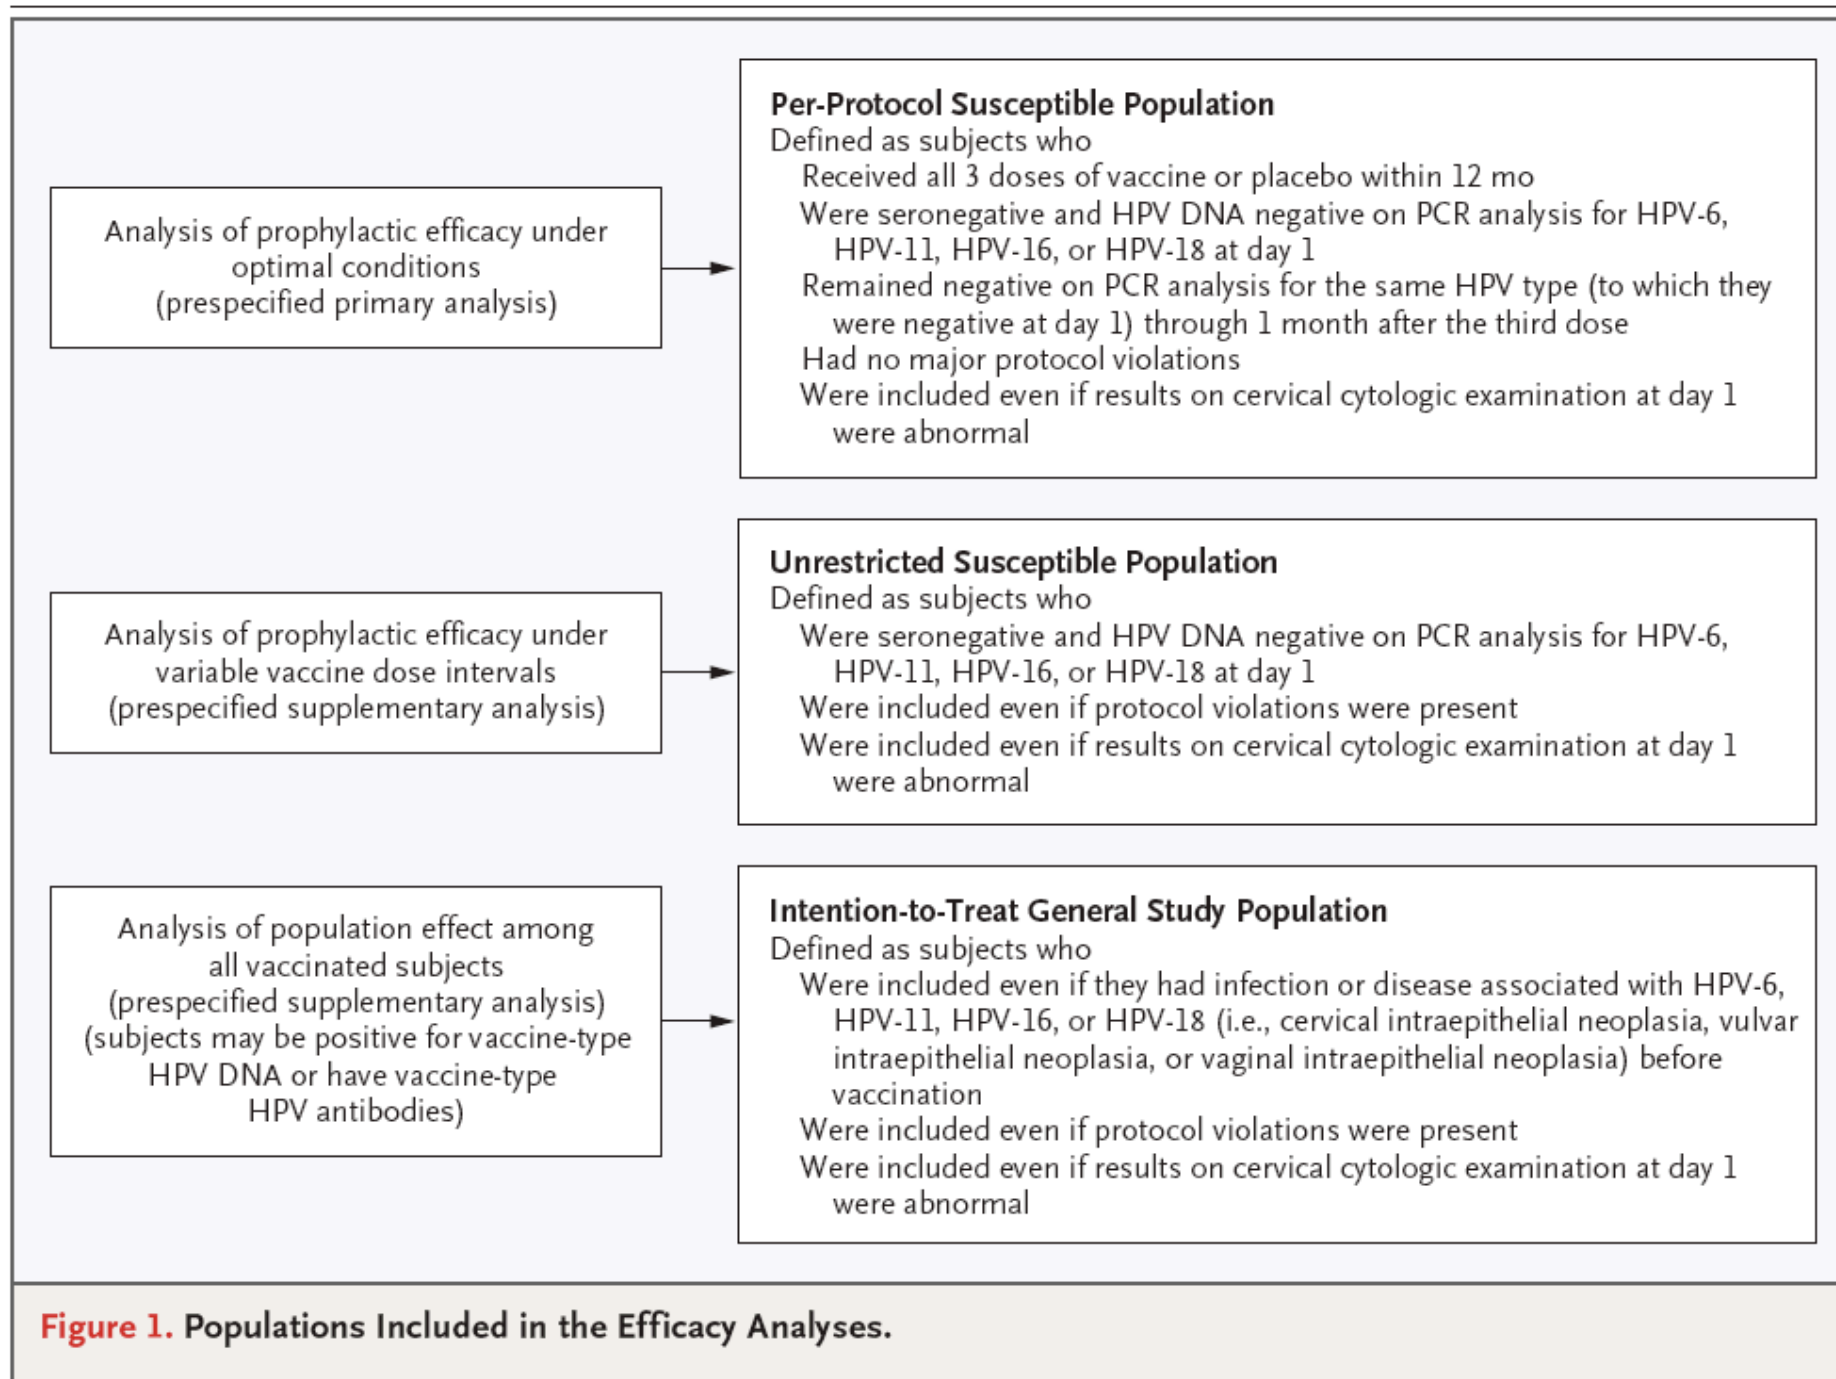 Analysis of prophylactic efficacy under
optimal conditions
(prespecified primary analysis)
Per-Protocol Susceptible Population
Defined as subjects who
Received all 3 doses of vaccine or placebo within 12 mo
Were seronegative and HPV DNA negative on PCR analysis for HPV-6,
HPV-11, HPV-16, or HPV-18 at day 1
Remained negative on PCR analysis for the same HPV type (to which they
were negative at day 1) through 1 month after the third dose
Had no major protocol violations
Were included even if results on cervical cytologic examination at day 1
were abnormal
Analysis of prophylactic efficacy under
variable vaccine dose intervals
(prespecified supplementary analysis)
Unrestricted Susceptible Population
Defined as subjects who
Were seronegative and HPV DNA negative on PCR analysis for HPV-6,
HPV-11, HPV-16, or HPV-18 at day 1
Were included even if protocol violations were present
Were included even if results on cervical cytologic examination at day 1
were abnormal
Analysis of population effect among
all vaccinated subjects
(prespecified supplementary analysis)
(subjects may be positive for vaccine-type
HPV DNA or have vaccine-type
HPV antibodies)
Intention-to-Treat General Study Population
Defined as subjects who
Were included even if they had infection or disease associated with HPV-6,
HPV-11, HPV-16, or HPV-18 (i.e., cervical intraepithelial neoplasia, vulvar
intraepithelial neoplasia, or vaginal intraepithelial neoplasia) before
vaccination
Were included even if protocol violations were present
Were included even if results on cervical cytologic examination at day 1
were abnormal
Figure 1. Populations Included in the Efficacy Analyses.